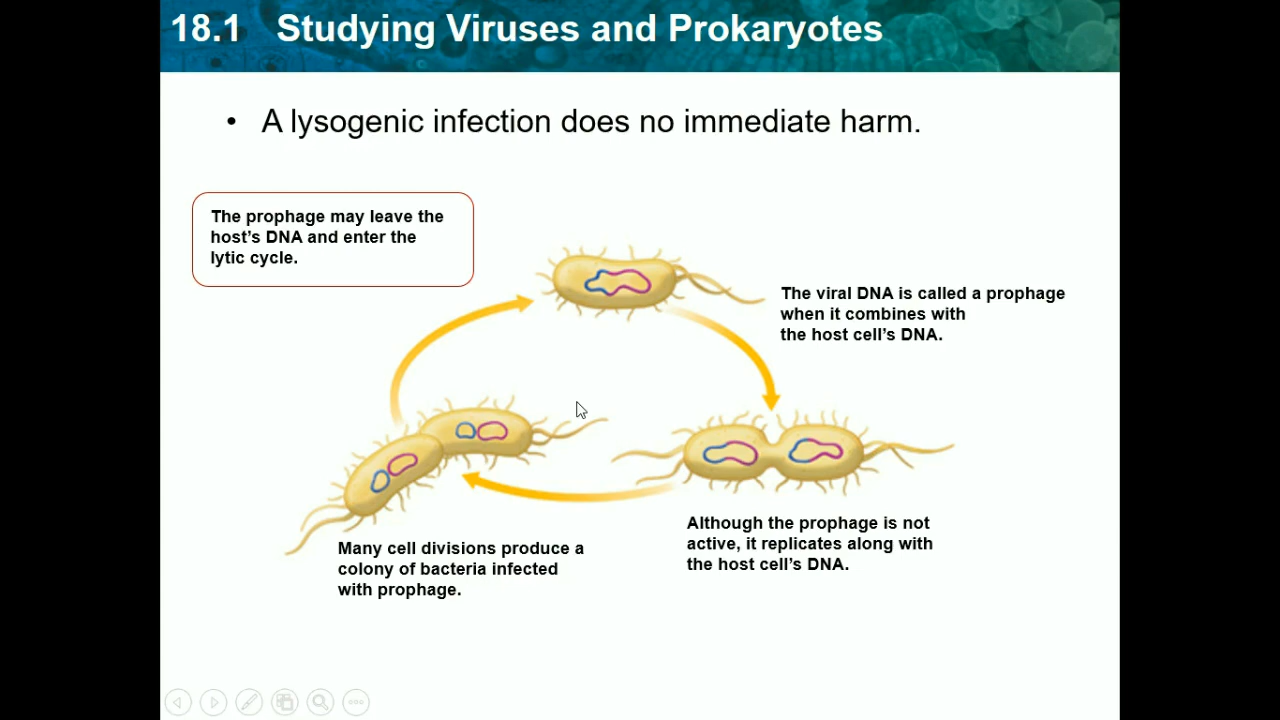 18.1 Studying Viruses and Prokaryotes
• A lysogenic infection does no immediate harm.
The prophage may leave the
host's DNA and enter the
lytic cycle.
The viral DNA is called a prophage
when it combines with
the host cell's DNA.
Although the prophage is not
active, it replicates along with
the host cell's DNA.
Many cell divisions produce a
colony of bacteria infected
with prophage.